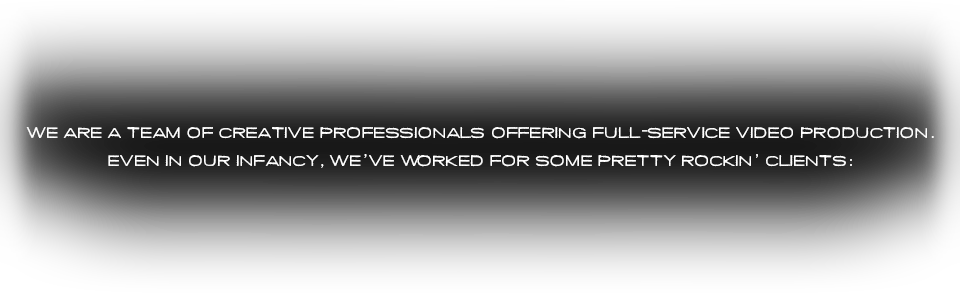 WE ARE A TEAM OF CREATIVE PROFESSIONALS OFFERING FULL-SERVICE VIDEO PRODUCTION.
EVEN IN OUR INFANCY, WE'VE WORKED FOR SOME PRETTY ROCKIN' CLIENTS: